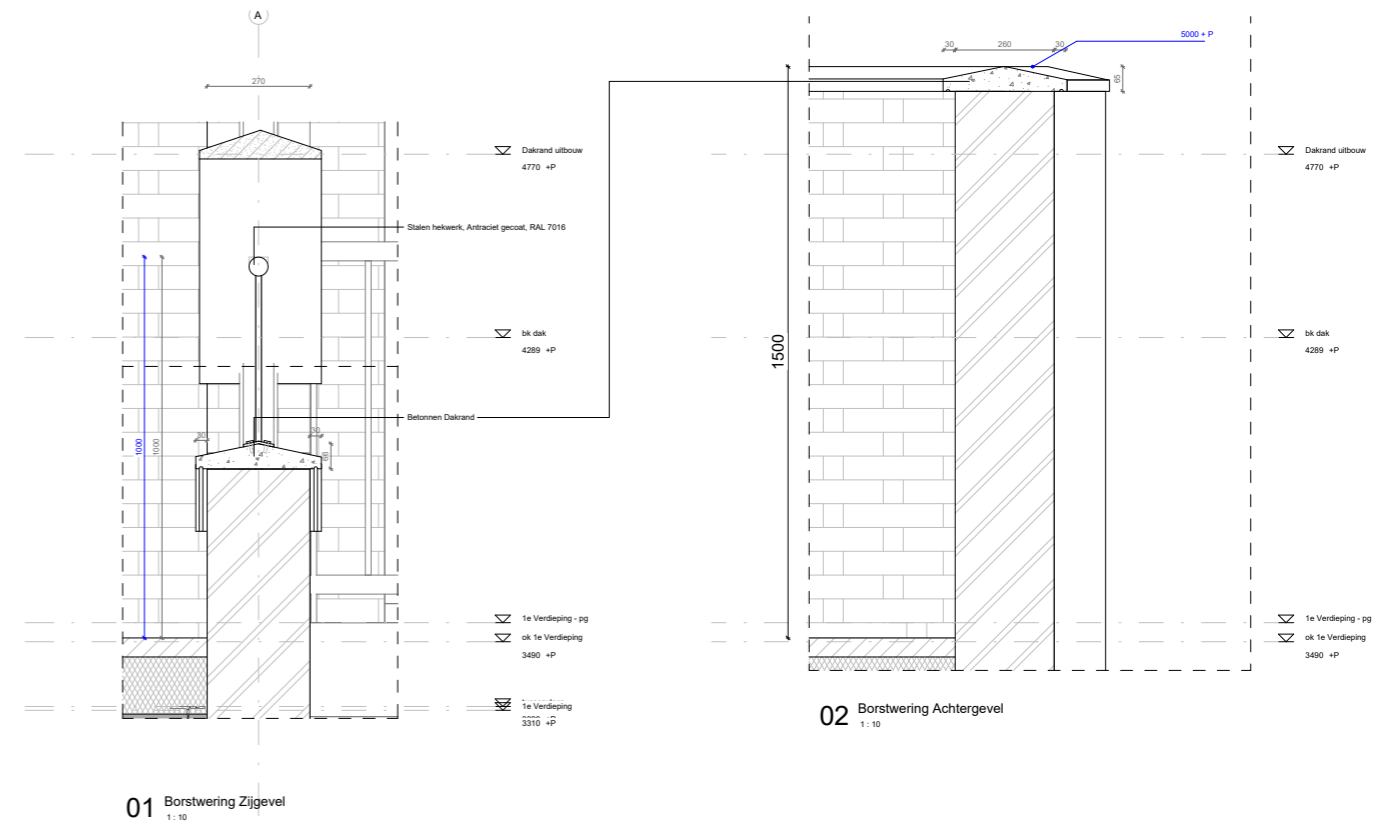 A
270
Dakrand uitbouw
4770 +P
Stalen hekwerk, Antraciet gecoat, RAL 7016
bk dak
4289 +P
Betonnen Dakrand
30
30
66
1000
1000
1e Verdieping - pg
ok 1e Verdieping
3490 +P
1e Verdieping
3310 +P
01 Borstwering Zijgevel
1 : 10
30
260
30
5000 + P
65
Dakrand uitbouw
4770 +P
1500
bk dak
4289 +P
1e Verdieping - pg
ok 1e Verdieping
3490 +P
02 Borstwering Achtergevel
1 : 10